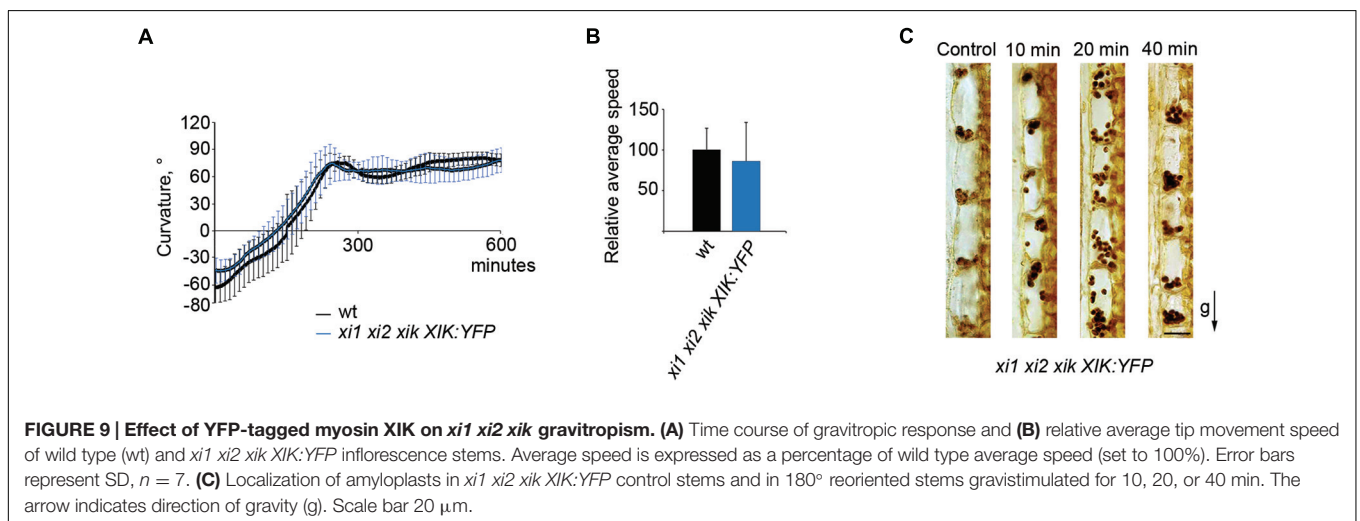 A
B
C
Control 10 min 20 min 40 min
120
90
60
30
0
-30
-60
-80
Curvature, °
300
600
minutes
wt
xi1 xi2 xik XIK:YFP
150
100
50
Relative average speed
wt
xi1 xi2 xik XIK:YFP
g
xi1 xi2 xik XIK:YFP
FIGURE 9 | Effect of YFP-tagged myosin XIK on xi1 xi2 xik gravitropism. (A) Time course of gravitropic response and (B) relative average tip movement speed
of wild type (wt) and xi1 xi2 xik XIK:YFP inflorescence stems. Average speed is expressed as a percentage of wild type average speed (set to 100%). Error bars
represent SD, n = 7. (C) Localization of amyloplasts in xi1 xi2 xik XIK:YFP control stems and in 180° reoriented stems gravistimulated for 10, 20, or 40 min. The
arrow indicates direction of gravity (g). Scale bar 20 μm.